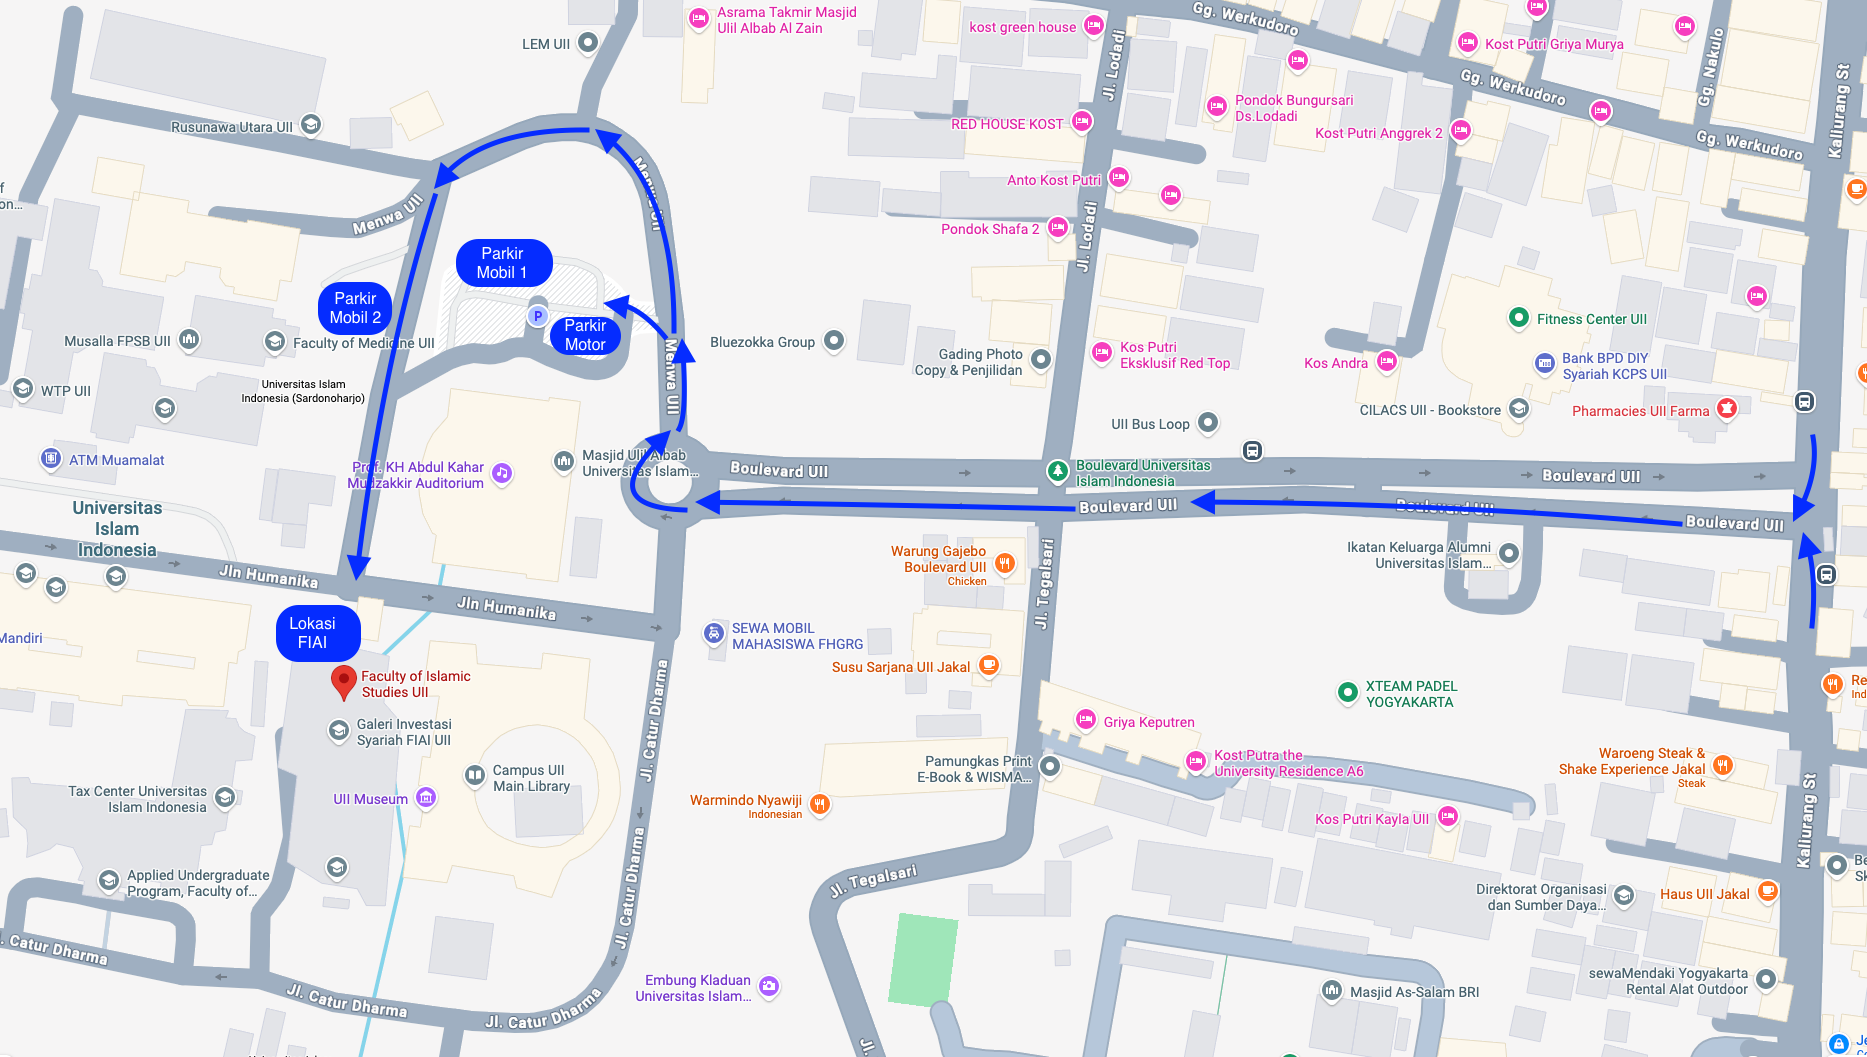 Asrama Takmir Masjid
Ulil Albab Al Zain
LEM UII
kost green house
Gg. Werkudoro
Kost Putri Griya Murya
Gg. Nakulo
Kaliurang St
Jl. Lodadi
Gg. Werkudoro
Rusunawa Utara UII
RED HOUSE KOST
Pondok Bungursari
Ds.Lodadi
Kost Putri Anggrek 2
Gg. Werkudoro
Menwa UII
Anto Kost Putri
Menwa UII
Pondok Shafa 2
Jl. Lodadi
Parkir
Mobil 1
Parkir
Mobil 2
P
Parkir
Motor
Musalla FPSB UII
Faculty of Medicine UII
Bluezokka Group
Gading Photo
Copy & Penjilidan
Kos Putri
Eksklusif Red Top
Kos Andra
Fitness Center UII
Bank BPD DIY
Syariah KCPS UII
WTP UII
Universitas Islam
Indonesia (Sardonoharjo)
Menwa UII
CILACS UII - Bookstore
Pharmacies UII Farma
UII Bus Loop
ATM Muamalat
Prof. KH Abdul Kahar
Mudzakkir Auditorium
Masjid Ulil Albab
Universitas Islam...
Boulevard UII
Boulevard Universitas
Islam Indonesia
Boulevard UII
Universitas
Islam
Indonesia
Boulevard UII
Boulevard UII
Boulevard UII
Warung Gajebo
Boulevard UII
Chicken
Ikatan Keluarga Alumni
Universitas Islam...
Jln Humanika
Jln Humanika
Jl. Tegalsari
Lokasi
FIAI
Mandiri
SEWA MOBIL
MAHASISWA FHGRG
Susu Sarjana UII Jakal
Faculty of Islamic
Studies UII
XTEAM PADEL
YOGYAKARTA
Re
Ind
Galeri Investasi
Syariah FIAI UII
Jl. Catur Dharma
Griya Keputren
Kost Putra the
University Residence A6
Pamungkas Print
E-Book & WISMA...
Waroeng Steak &
Shake Experience Jakal
Steak
Campus UII
Main Library
Tax Center Universitas
Islam Indonesia
UII Museum
Warmindo Nyawiji
Indonesian
Kos Putri Kayla UII
Kaliurang St
Applied Undergraduate
Program, Faculty of...
Jl. Catur Dharma
Jl. Tegalsari
Direktorat Organisasi
dan Sumber Daya...
Haus UII Jakal
Be
Sk
. Catur Dharma
Embung Kladuan
Universitas Islam...
Jl. Catur Dharma
Jl. Catur Dharma
Masjid As-Salam BRI
sewaMendaki Yogyakarta
Rental Alat Outdoor
Jl.
Je